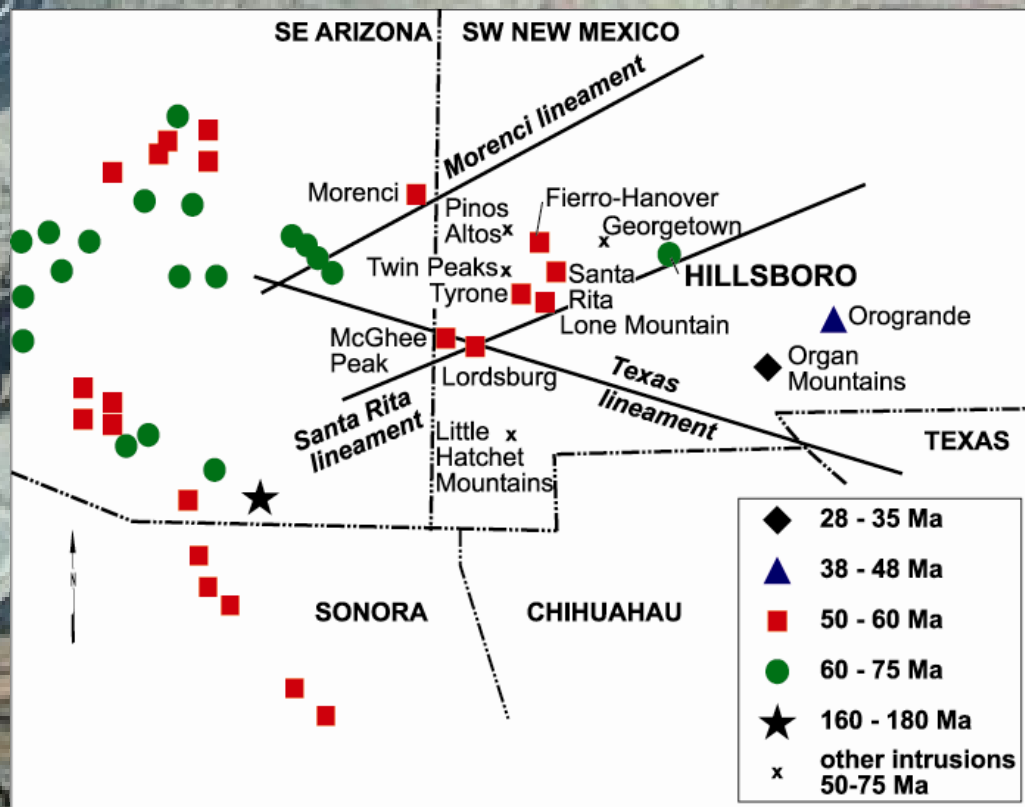 SE ARIZONA
SW NEW MEXICO
Morenci lineament
Morenci
Fierro-Hanover
Pinos
Altos
x
Georgetown
x
Twin Peaks x
Santa
Rita
HILLSBORO
Tyrone
Lone Mountain
Orogrande
McGhee
Peak
Lordsburg
Organ
Mountains
Texas
lineament
Santa Rita
lineament
Little x
Hatchet
Mountains
TEXAS
N
SONORA
CHIHUAHAU
28 - 35 Ma
38 - 48 Ma
50 - 60 Ma
60 - 75 Ma
160 - 180 Ma
x other intrusions
50-75 Ma